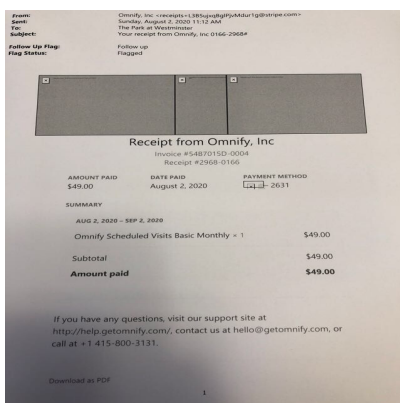 From: Omnify, Inc <receipts+L3B5ujxqBglPjvMdur1g@stripe.com>
Sent: Sunday, August 2, 2020 11:12 AM
To: The Park at Westminster
Subject: Your receipt from Omnify, Inc 0166-2968#
Follow Up Flag: Follow up
Flag Status: Flagged
Receipt from Omnify, Inc
Invoice #54B7015D-0004
Receipt #2968-0166
AMOUNT PAID DATE PAID PAYMENT METHOD
$49.00 August 2, 2020 – 2631
SUMMARY
AUG 2, 2020 – SEP 2, 2020
Omnify Scheduled Visits Basic Monthly × 1 $49.00
Subtotal $49.00
Amount paid $49.00
If you have any questions, visit our support site at
http://help.getomnify.com/, contact us at hello@getomnify.com, or
call at +1 415-800-3131.
Download as PDF
1